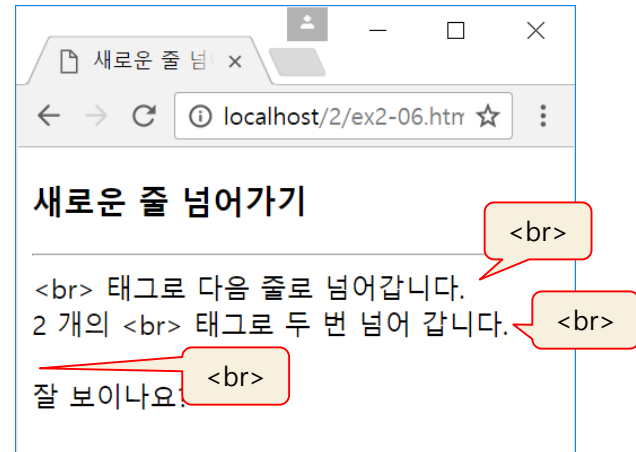 새로운 줄 넘
localhost/2/ex2-06.htm
새로운 줄 넘어가기
<br>
<br> 태그로 다음 줄로 넘어갑니다.
2 개의 <br> 태그로 두 번 넘어 갑니다.
<br>
<br>
잘 보이나요?